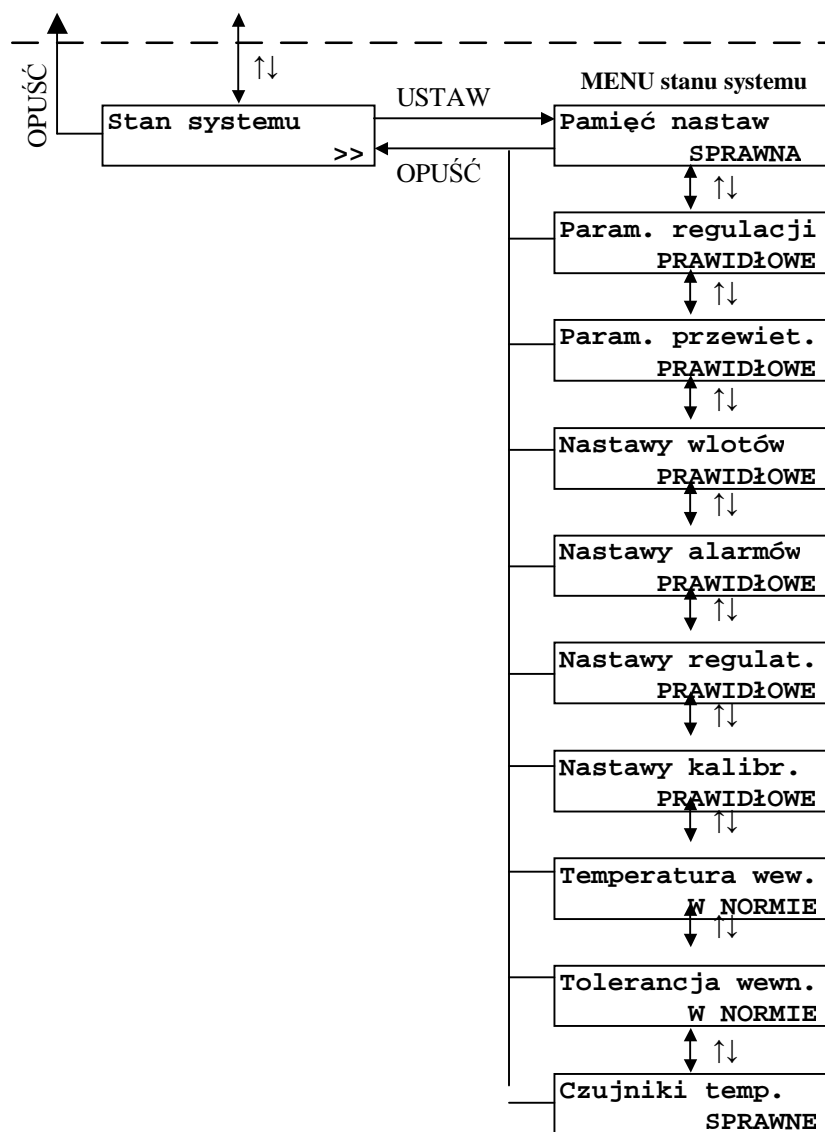 OPUŚĆ
↑↓
Stan systemu
>>
USTAW
OPUŚĆ
MENU stanu systemu
Pamięć nastaw
SPRAWNA
↑↓
Param. regulacji
PRAWIDŁOWE
↑↓
Param. przewiet.
PRAWIDŁOWE
↑↓
Nastawy wlotów
PRAWIDŁOWE
↑↓
Nastawy alarmów
PRAWIDŁOWE
↑↓
Nastawy regulat.
PRAWIDŁOWE
↑↓
Nastawy kalibr.
PRAWIDŁOWE
↑↓
Temperatura wew.
W NORMIE
↑↓
Tolerancja wewn.
W NORMIE
↑↓
Czujniki temp.
SPRAWNE